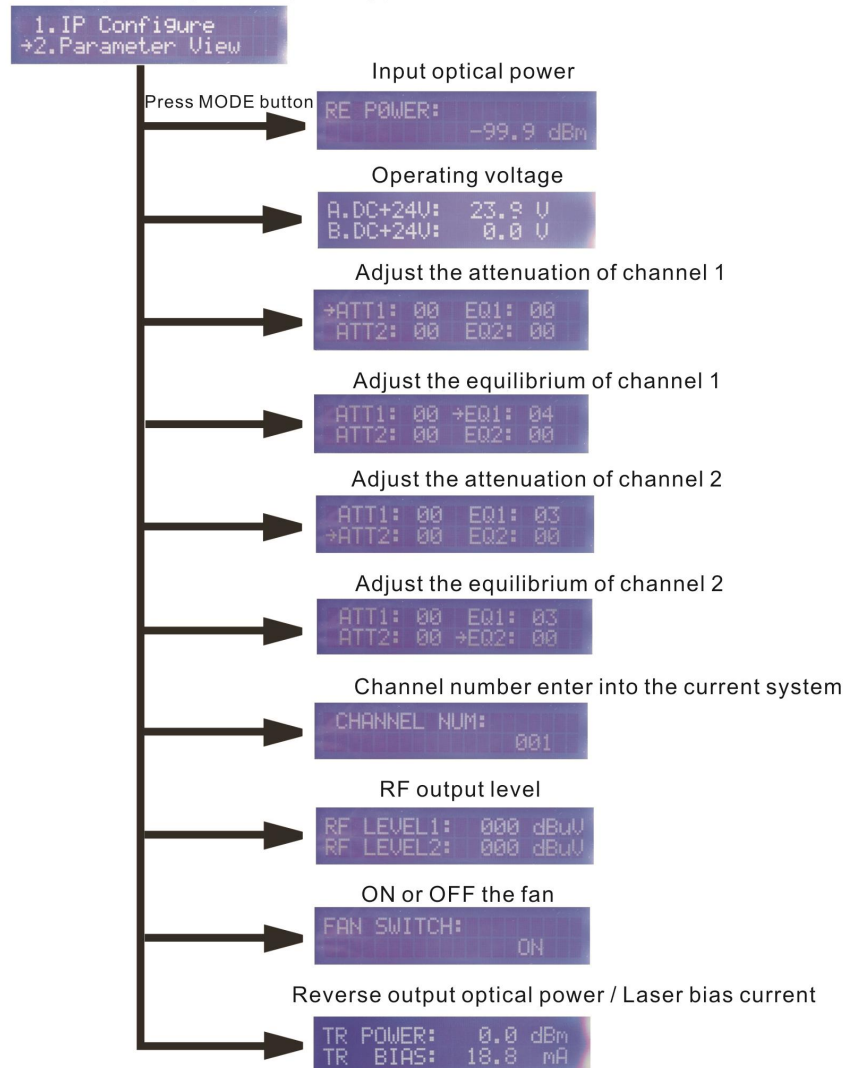 1.IP Configure
→2.Parameter View
Press MODE button
Input optical power
RE POWER:
-99.9 dBm
Operating voltage
A.DC+24V: 23.9 V
B.DC+24V: 0.0 V
Adjust the attenuation of channel 1
→ATT1: 00 EQ1: 00
ATT2: 00 EQ2: 00
Adjust the equilibrium of channel 1
ATT1: 00 →EQ1: 04
ATT2: 00 EQ2: 00
Adjust the attenuation of channel 2
ATT1: 00 EQ1: 03
→ATT2: 00 EQ2: 00
Adjust the equilibrium of channel 2
ATT1: 00 EQ1: 03
ATT2: 00 →EQ2: 00
Channel number enter into the current system
CHANNEL NUM:
001
RF output level
RF LEVEL1: 000 dBuV
RF LEVEL2: 000 dBuV
ON or OFF the fan
FAN SWITCH:
ON
Reverse output optical power / Laser bias current
TR POWER: 0.0 dBm
TR BIAS: 18.8 mA